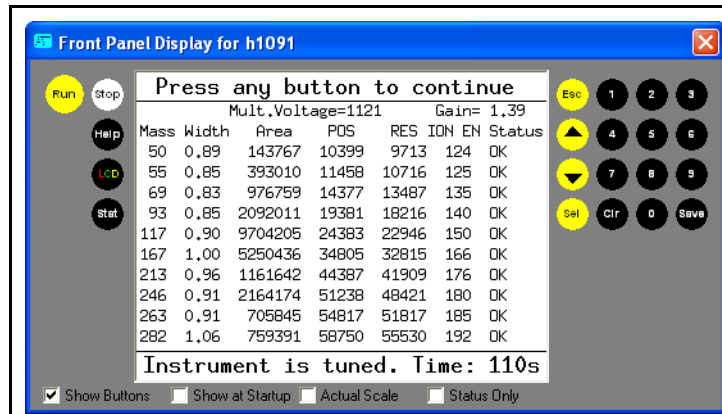 Front Panel Display for h1091
Run Stop Press any button to continue Esc 1 2 3
Mult.Voltage=1121 Gain= 1.39
Help Mass Width Area POS RES ION EN Status 4 5 6
50 0.89 143767 10399 9713 124 OK
LCD 55 0.85 393010 11458 10716 125 OK 7 8 9
69 0.83 976759 14377 13487 135 OK
Stat 93 0.85 2092011 19381 18216 140 OK Sel Clr 0 Save
117 0.90 9704205 24383 22946 150 OK
167 1.00 5250436 34805 32815 166 OK
213 0.96 1161642 44387 41909 176 OK
246 0.91 2164174 51238 48421 180 OK
263 0.91 705845 54817 51817 185 OK
282 1.06 759391 58750 55530 192 OK
Instrument is tuned. Time: 110s
Show Buttons Show at Startup Actual Scale Status Only